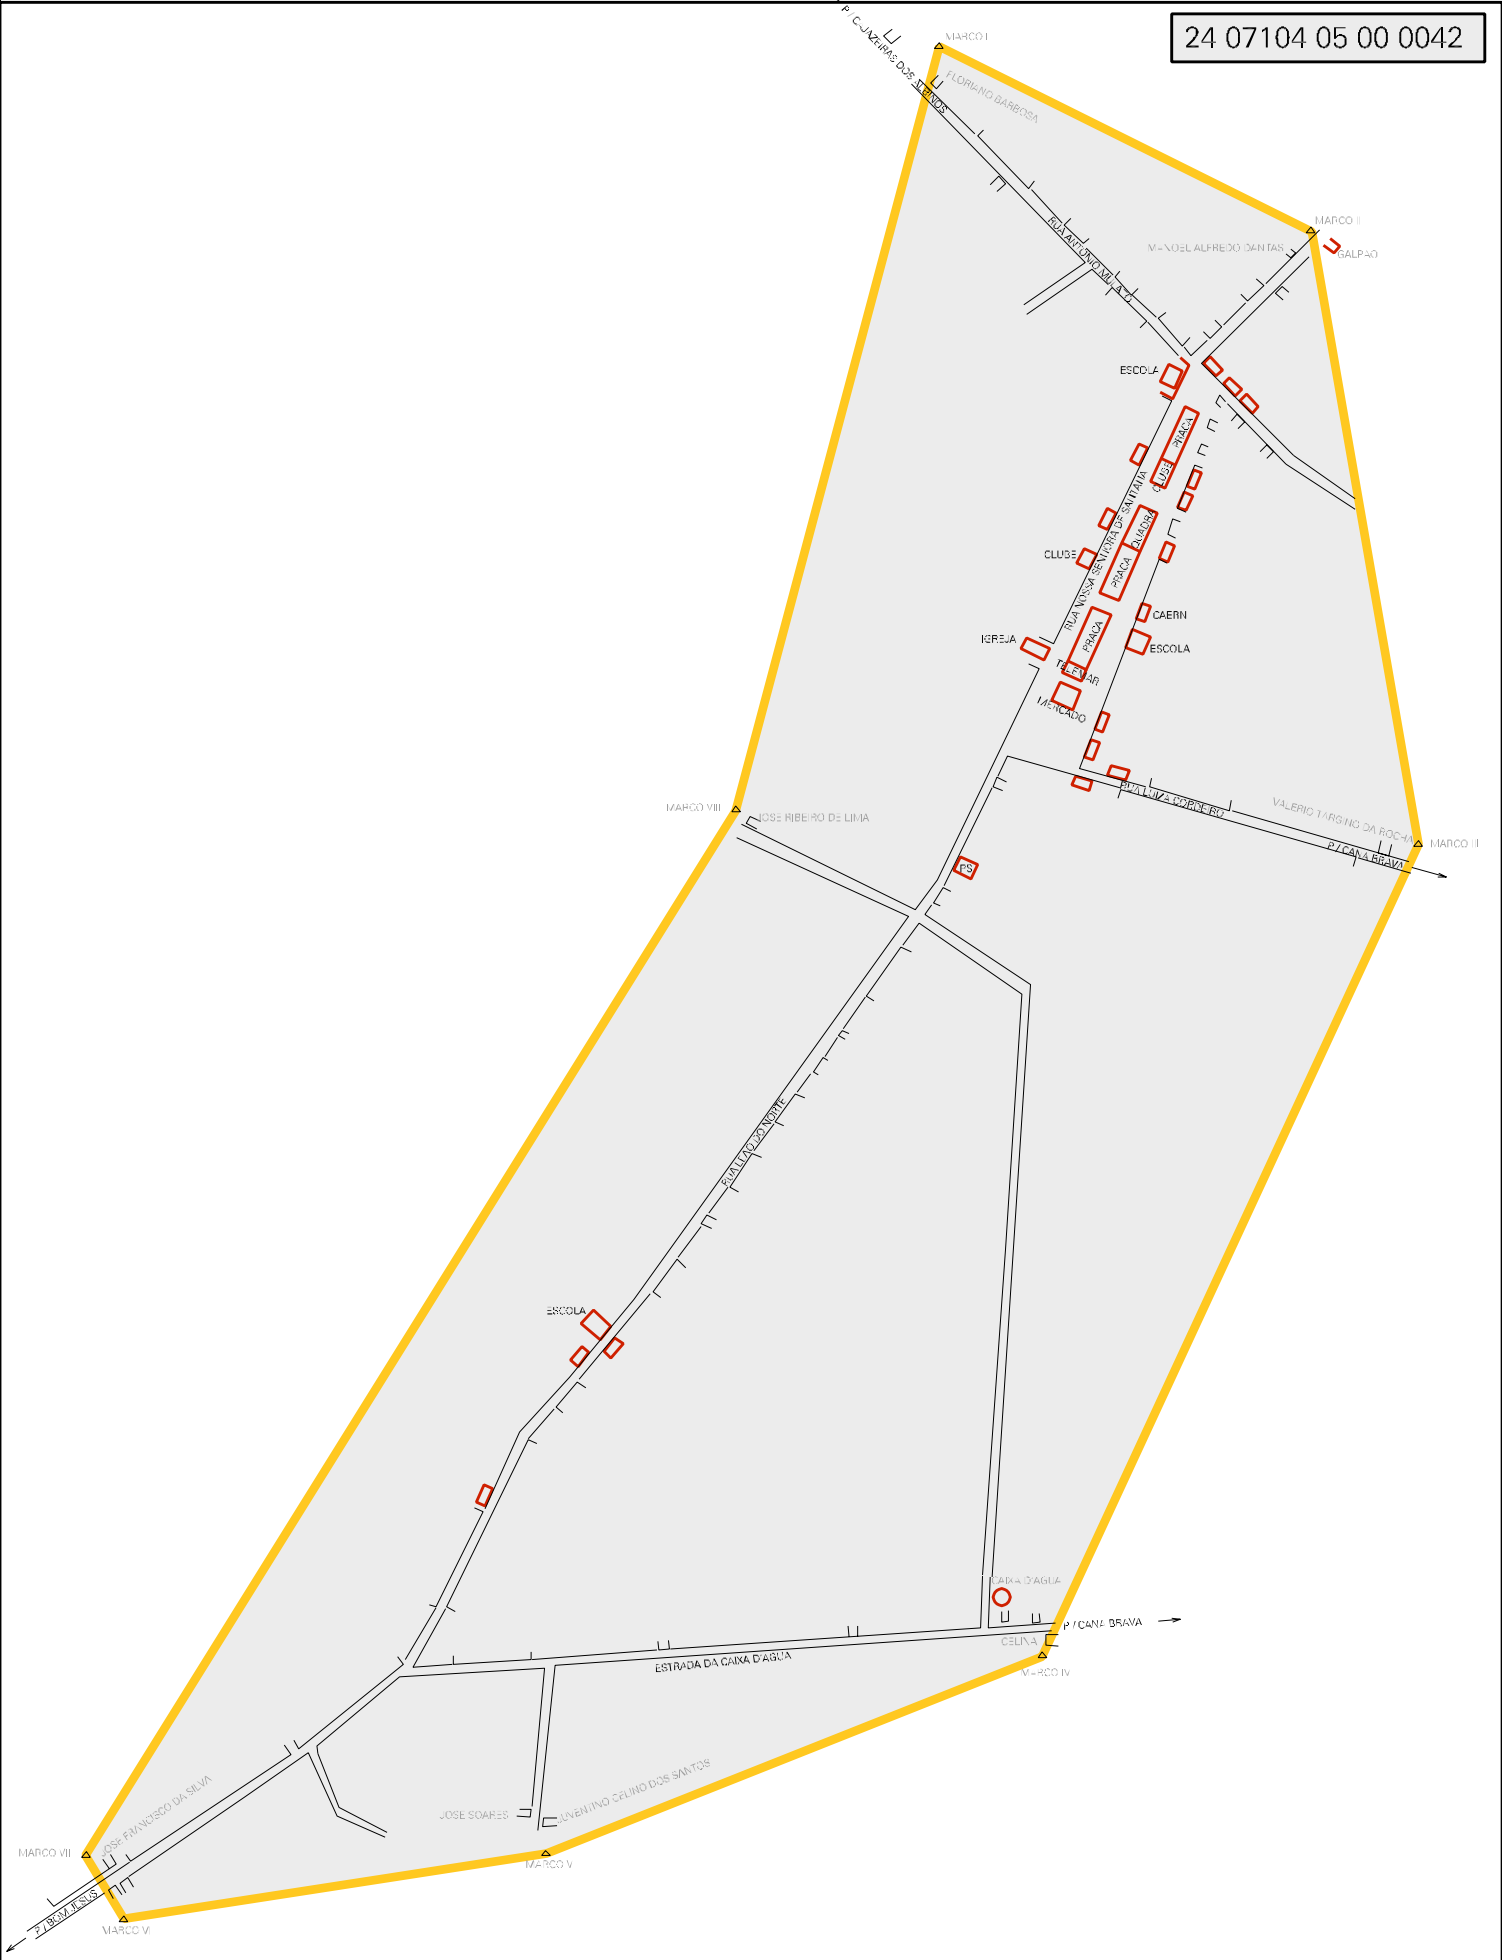 24 07104 05 00 0042
MARCO I
FLORIANO BARBOSA
MARCO II
MANOEL ALFREDO DANTAS
GALPAO
RUA ANTONIO MULATO
ESCOLA
PRACA
CLUBE
RUA NOSSA SENHORA DE SANTANA
QUADRA
CLUBE
PRACA
CAERN
IGREJA
PRACA
ESCOLA
TELEMAR
MERCADO
RUA LUIZA CORDEIRO
VALERIO TARGINO DA ROCHA
MARCO III
P / CANA BRAVA
MARCO VIII
JOSE RIBEIRO DE LIMA
PS
RUA LEAO DO NORTE
ESCOLA
CAIXA D'AGUA
P / CANA BRAVA
CELINA
MARCO IV
ESTRADA DA CAIXA D'AGUA
JOSE FRANCISCO DA SILVA
JUVENTINO CELINO DOS SANTOS
JOSE SOARES
MARCO VII
MARCO V
P / BOM JESUS
MARCO VI